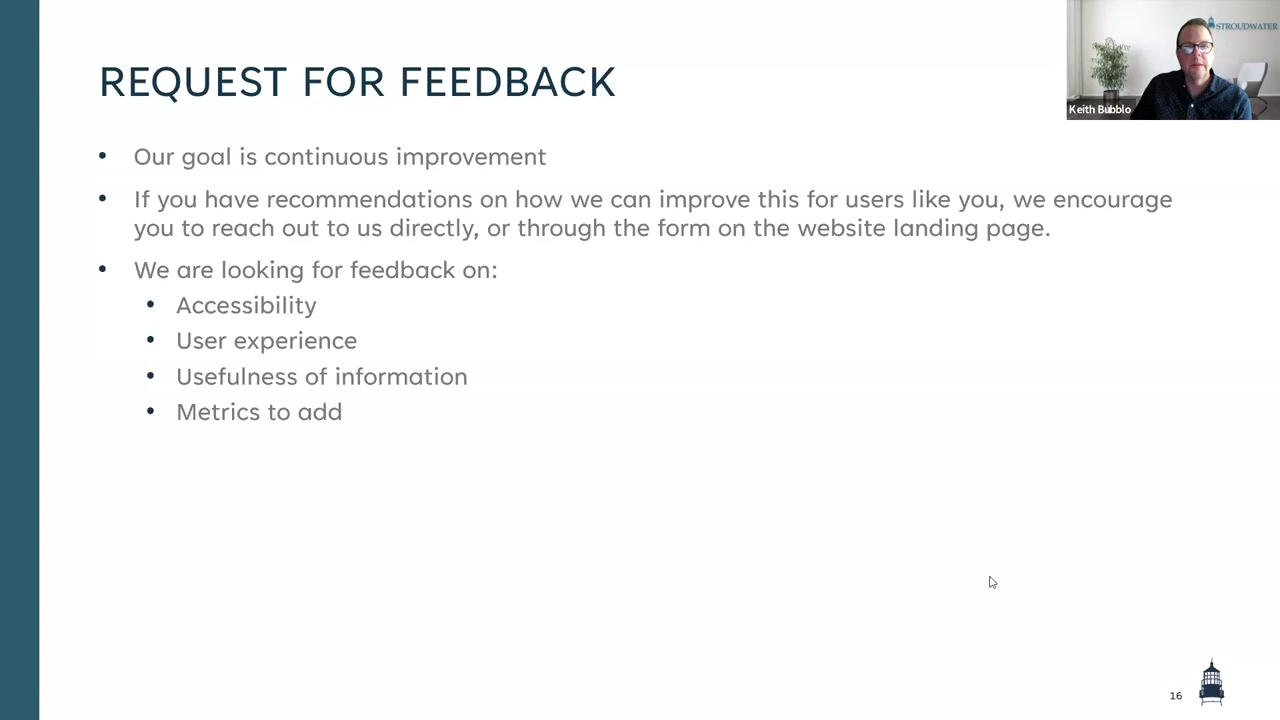 REQUEST FOR FEEDBACK
STROUDWATER
Keith Bubblo
• Our goal is continuous improvement
• If you have recommendations on how we can improve this for users like you, we encourage
you to reach out to us directly, or through the form on the website landing page.
• We are looking for feedback on:
• Accessibility
• User experience
• Usefulness of information
• Metrics to add
16